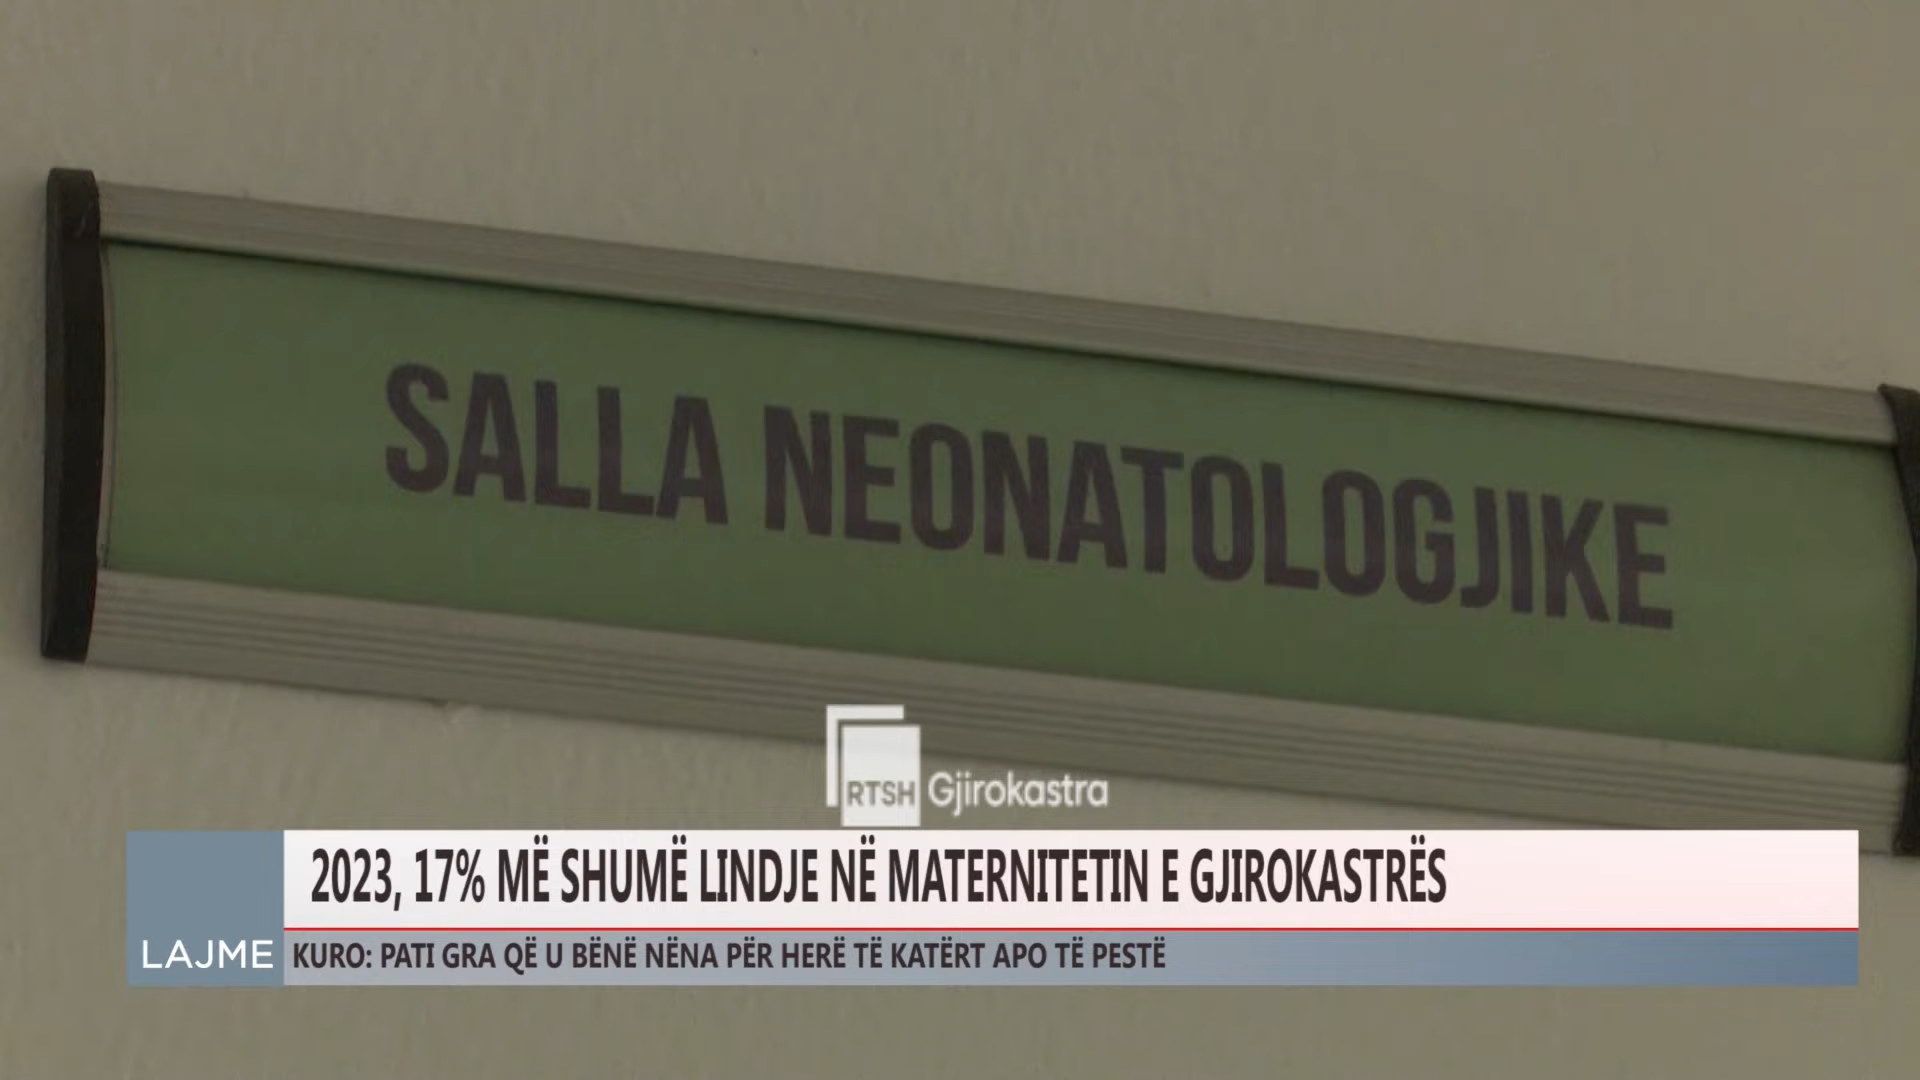 SALLA NEONATOLOGJIKE
RTSH Gjirokastra
2023, 17% MË SHUMË LINDJE NË MATERNITETIN E GJIROKASTRËS
LAJME
KURO: PATI GRA QË U BËNË NËNA PËR HERË TË KATËRT APO TË PESTË